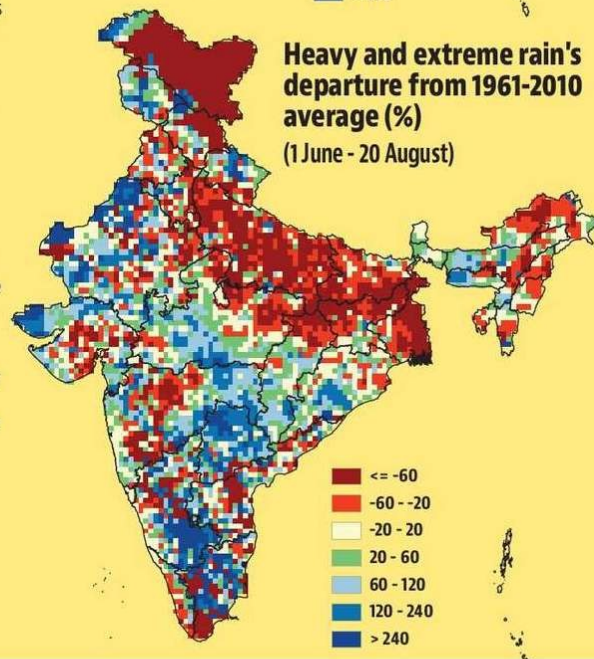 Heavy and extreme rain's
departure from 1961-2010
average (%)
(1 June - 20 August)
<= -60
-60 - -20
-20 - 20
20 - 60
60 - 120
120 - 240
> 240